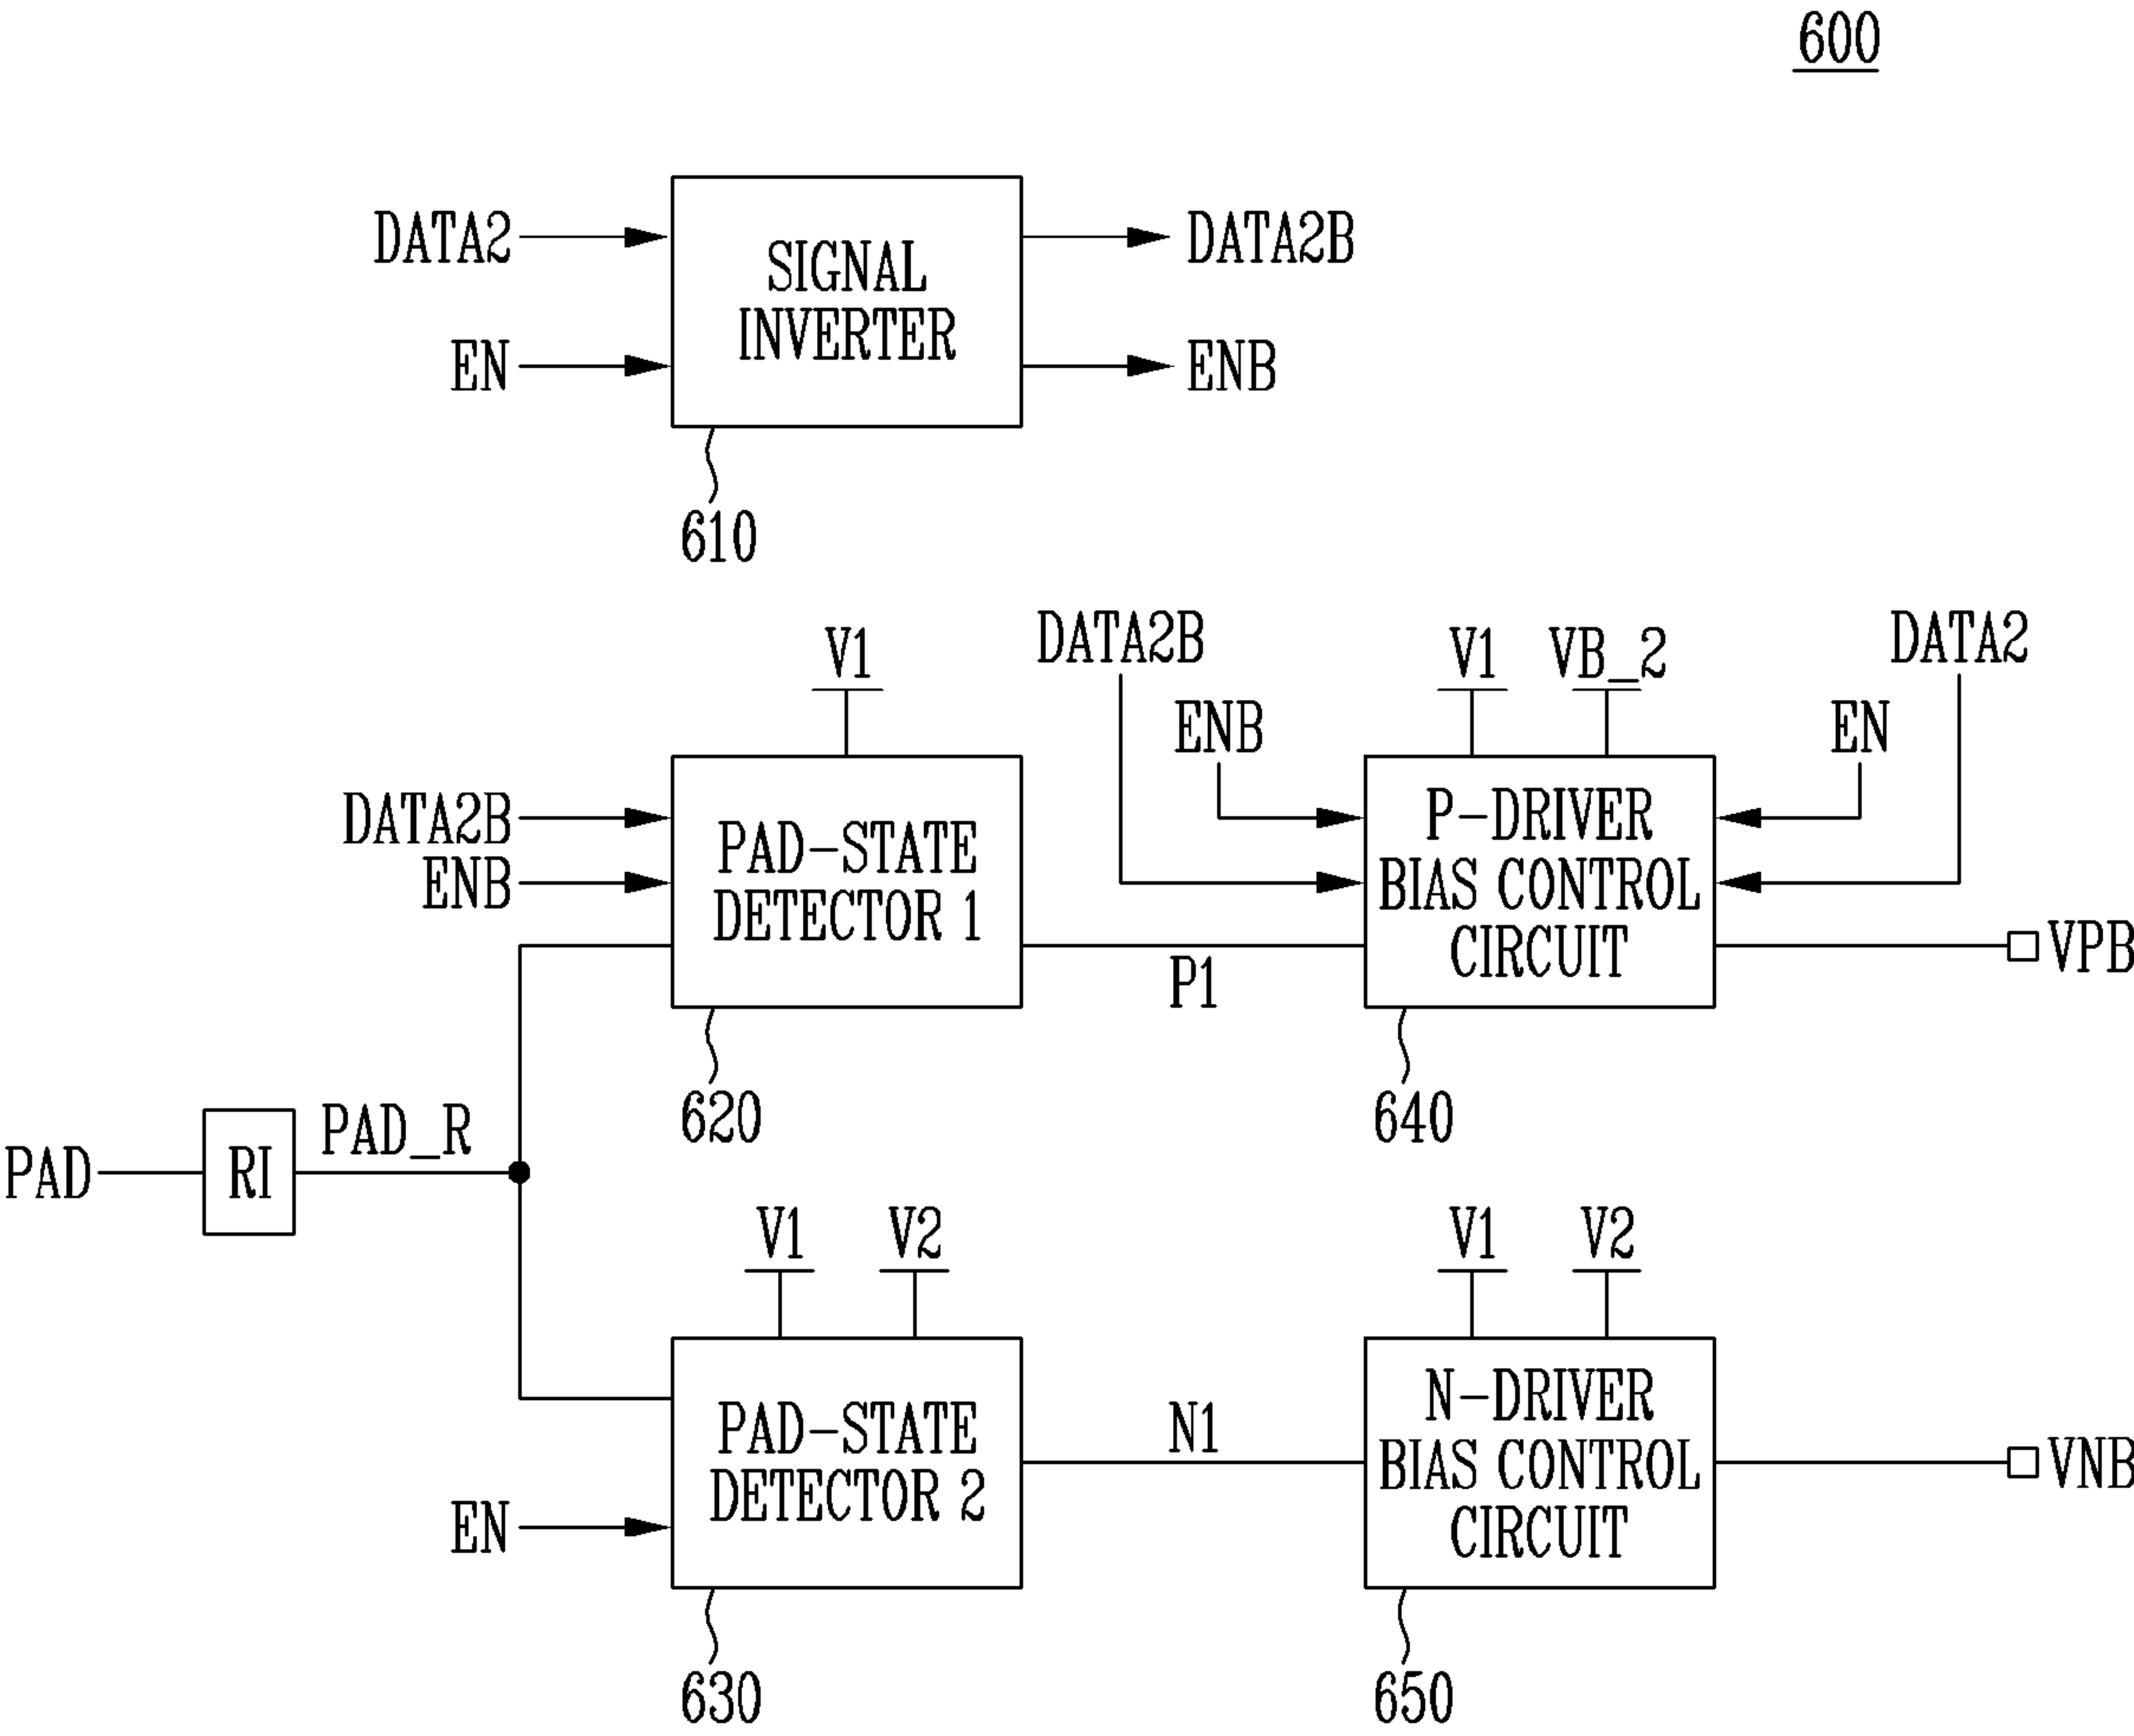 600
DATA2
EN
SIGNAL
INVERTER
DATA2B
ENB
610
V1
DATA2B
ENB
V1
VB_2
EN
DATA2
DATA2B
ENB
PAD-STATE
DETECTOR 1
P1
P-DRIVER
BIAS CONTROL
CIRCUIT
VPB
620
640
PAD
RI
PAD_R
V1
V2
V1
V2
EN
PAD-STATE
DETECTOR 2
N1
N-DRIVER
BIAS CONTROL
CIRCUIT
VNB
630
650